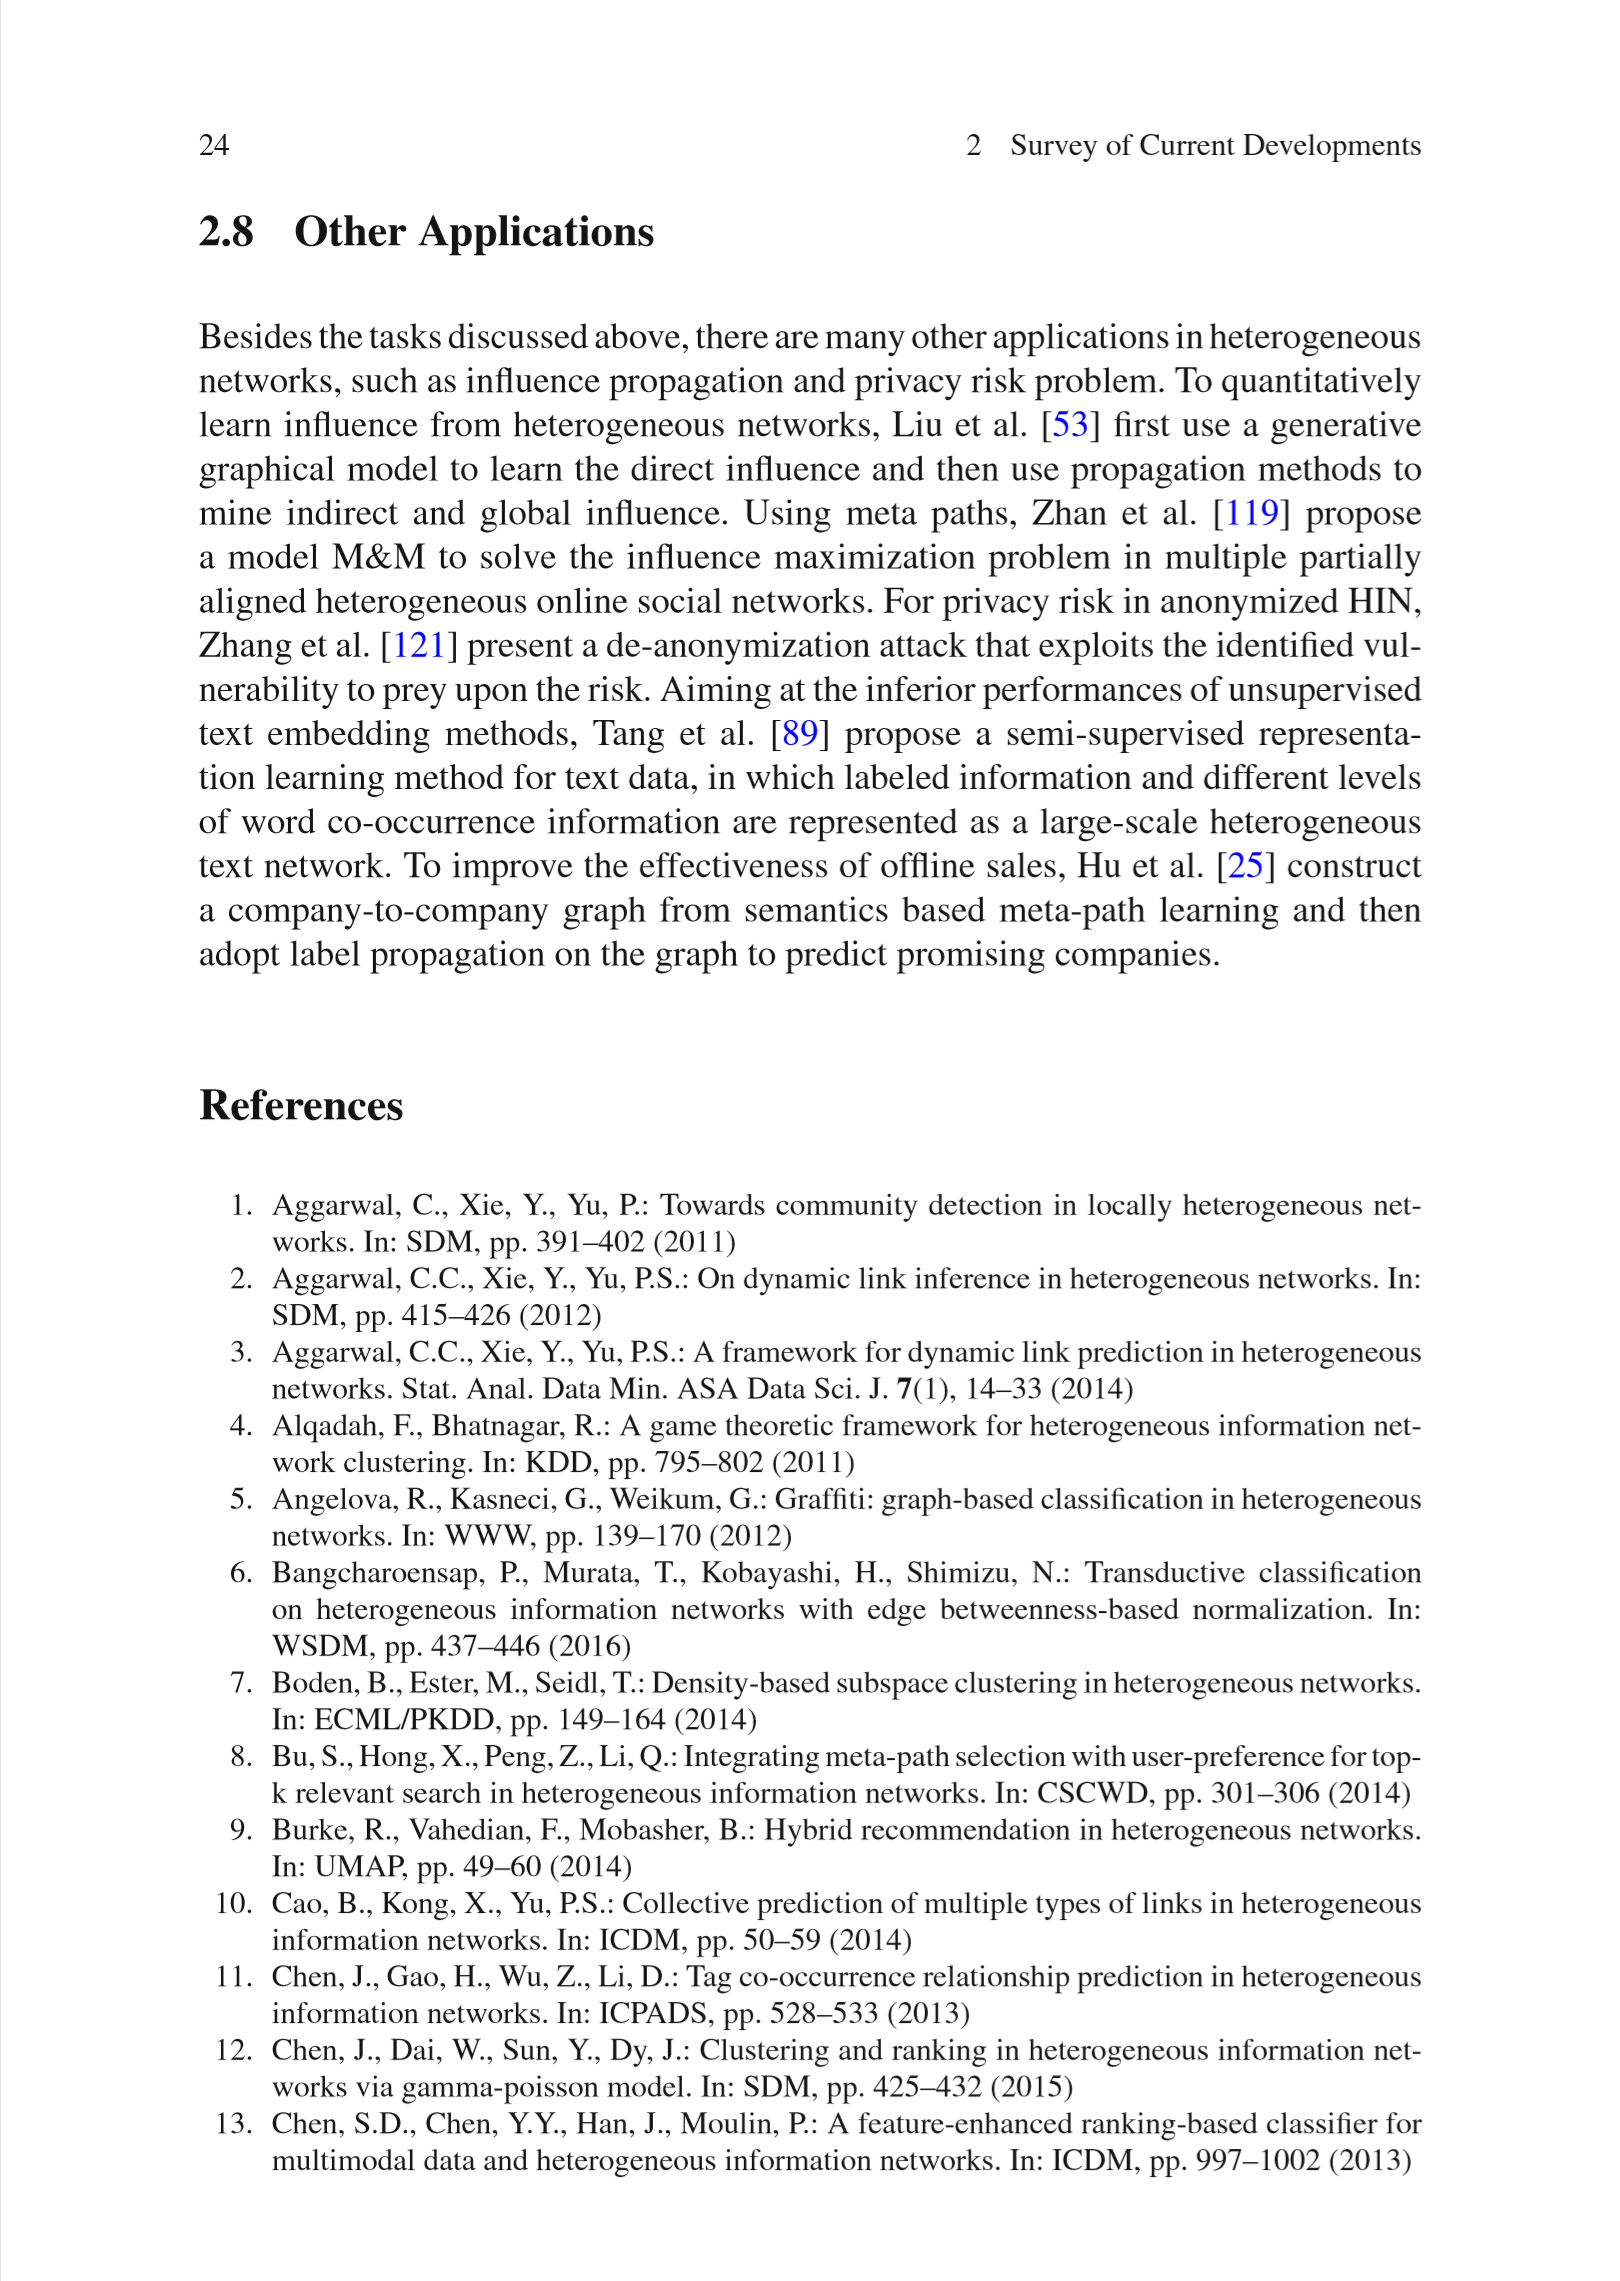 24
2 Survey of Current Developments
2.8 Other Applications
Besides the tasks discussed above, there are many other applications in heterogeneous
networks, such as influence propagation and privacy risk problem. To quantitatively
learn influence from heterogeneous networks, Liu et al. [53] first use a generative
graphical model to learn the direct influence and then use propagation methods to
mine indirect and global influence. Using meta paths, Zhan et al. [119] propose
a model M&M to solve the influence maximization problem in multiple partially
aligned heterogeneous online social networks. For privacy risk in anonymized HIN,
Zhang et al. [121] present a de-anonymization attack that exploits the identified vul-
nerability to prey upon the risk. Aiming at the inferior performances of unsupervised
text embedding methods, Tang et al. [89] propose a semi-supervised representa-
tion learning method for text data, in which labeled information and different levels
of word co-occurrence information are represented as a large-scale heterogeneous
text network. To improve the effectiveness of offline sales, Hu et al. [25] construct
a company-to-company graph from semantics based meta-path learning and then
adopt label propagation on the graph to predict promising companies.
References
1. Aggarwal, C., Xie, Y., Yu, P.: Towards community detection in locally heterogeneous net-
works. In: SDM, pp. 391–402 (2011)
2. Aggarwal, C.C., Xie, Y., Yu, P.S.: On dynamic link inference in heterogeneous networks. In:
SDM, pp. 415–426 (2012)
3. Aggarwal, C.C., Xie, Y., Yu, P.S.: A framework for dynamic link prediction in heterogeneous
networks. Stat. Anal. Data Min. ASA Data Sci. J. 7(1), 14–33 (2014)
4. Alqadah, F., Bhatnagar, R.: A game theoretic framework for heterogeneous information net-
work clustering. In: KDD, pp. 795–802 (2011)
5. Angelova, R., Kasneci, G., Weikum, G.: Graffiti: graph-based classification in heterogeneous
networks. In: WWW, pp. 139–170 (2012)
6. Bangcharoensap, P., Murata, T., Kobayashi, H., Shimizu, N.: Transductive classification
on heterogeneous information networks with edge betweenness-based normalization. In:
WSDM, pp. 437–446 (2016)
7. Boden, B., Ester, M., Seidl, T.: Density-based subspace clustering in heterogeneous networks.
In: ECML/PKDD, pp. 149–164 (2014)
8. Bu, S., Hong, X., Peng, Z., Li, Q.: Integrating meta-path selection with user-preference for top-
k relevant search in heterogeneous information networks. In: CSCWD, pp. 301–306 (2014)
9. Burke, R., Vahedian, F., Mobasher, B.: Hybrid recommendation in heterogeneous networks.
In: UMAP, pp. 49–60 (2014)
10. Cao, B., Kong, X., Yu, P.S.: Collective prediction of multiple types of links in heterogeneous
information networks. In: ICDM, pp. 50–59 (2014)
11. Chen, J., Gao, H., Wu, Z., Li, D.: Tag co-occurrence relationship prediction in heterogeneous
information networks. In: ICPADS, pp. 528–533 (2013)
12. Chen, J., Dai, W., Sun, Y., Dy, J.: Clustering and ranking in heterogeneous information net-
works via gamma-poisson model. In: SDM, pp. 425–432 (2015)
13. Chen, S.D., Chen, Y.Y., Han, J., Moulin, P.: A feature-enhanced ranking-based classifier for
multimodal data and heterogeneous information networks. In: ICDM, pp. 997–1002 (2013)